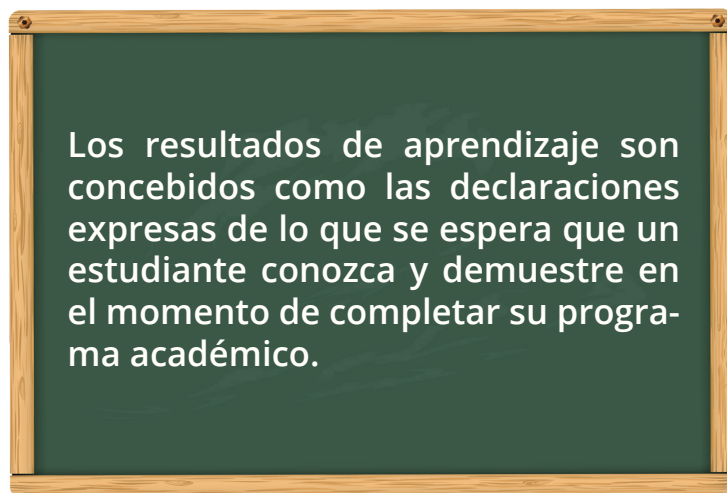 Los resultados de aprendizaje son
concebidos como las declaraciones
expresas de lo que se espera que un
estudiante conozca y demuestre en
el momento de completar su progra-
ma académico.